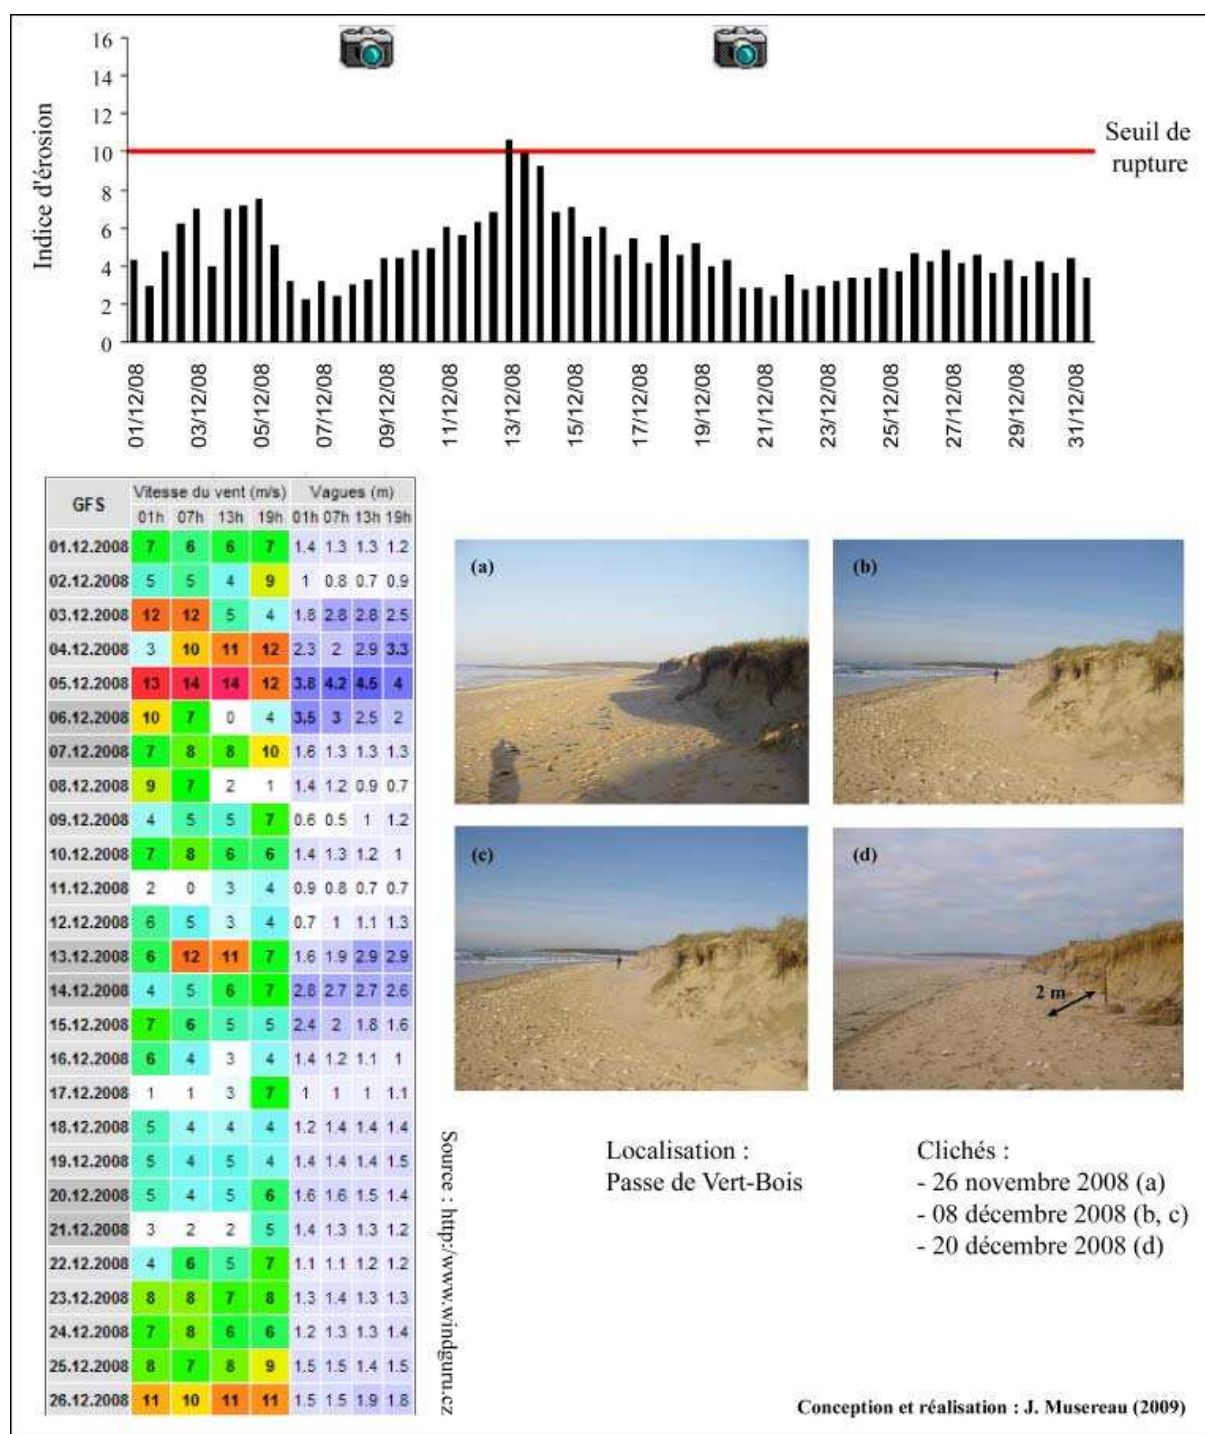 16
14
12
10
8
6
4
2
0
Indice d'érosion
Seuil de
rupture
01/12/08
03/12/08
05/12/08
07/12/08
09/12/08
11/12/08
13/12/08
15/12/08
17/12/08
19/12/08
21/12/08
23/12/08
25/12/08
27/12/08
29/12/08
31/12/08
GFS Vitesse du vent (m/s) Vagues (m)
01h 07h 13h 19h 01h 07h 13h 19h
01.12.2008 7 6 6 7 1.4 1.3 1.3 1.2
02.12.2008 5 5 4 9 1 0.8 0.7 0.9
03.12.2008 12 12 5 4 1.8 2.8 2.8 2.5
04.12.2008 3 10 11 12 2.3 2 2.9 3.3
05.12.2008 13 14 14 12 3.8 4.2 4.5 4
06.12.2008 10 7 0 4 3.5 3 2.5 2
07.12.2008 7 8 8 10 1.6 1.3 1.3 1.3
08.12.2008 9 7 2 1 1.4 1.2 0.9 0.7
09.12.2008 4 5 5 7 0.6 0.5 1 1.2
10.12.2008 7 8 6 6 1.4 1.3 1.2 1
11.12.2008 2 0 3 4 0.9 0.8 0.7 0.7
12.12.2008 6 5 3 4 0.7 1 1.1 1.3
13.12.2008 6 12 11 7 1.6 1.9 2.9 2.9
14.12.2008 4 5 6 7 2.8 2.7 2.7 2.6
15.12.2008 7 6 5 5 2.4 2 1.8 1.6
16.12.2008 6 4 3 4 1.4 1.2 1.1 1
17.12.2008 1 1 3 7 1 1 1 1.1
18.12.2008 5 4 4 4 1.2 1.4 1.4 1.4
19.12.2008 5 4 5 4 1.4 1.4 1.4 1.5
20.12.2008 5 4 5 6 1.6 1.6 1.5 1.4
21.12.2008 3 2 2 5 1.4 1.3 1.3 1.2
22.12.2008 4 6 5 7 1.1 1.1 1.2 1.2
23.12.2008 8 8 7 8 1.3 1.4 1.3 1.3
24.12.2008 7 8 6 6 1.2 1.3 1.3 1.4
25.12.2008 8 7 8 9 1.5 1.5 1.4 1.5
26.12.2008 11 10 11 11 1.5 1.5 1.9 1.8
Source : http:/www.windguru.cz
(a)
(b)
(c)
(d)
2 m
Localisation :
Passe de Vert-Bois
Clichés :
- 26 novembre 2008 (a)
- 08 décembre 2008 (b, c)
- 20 décembre 2008 (d)
Conception et réalisation : J. Musereau (2009)